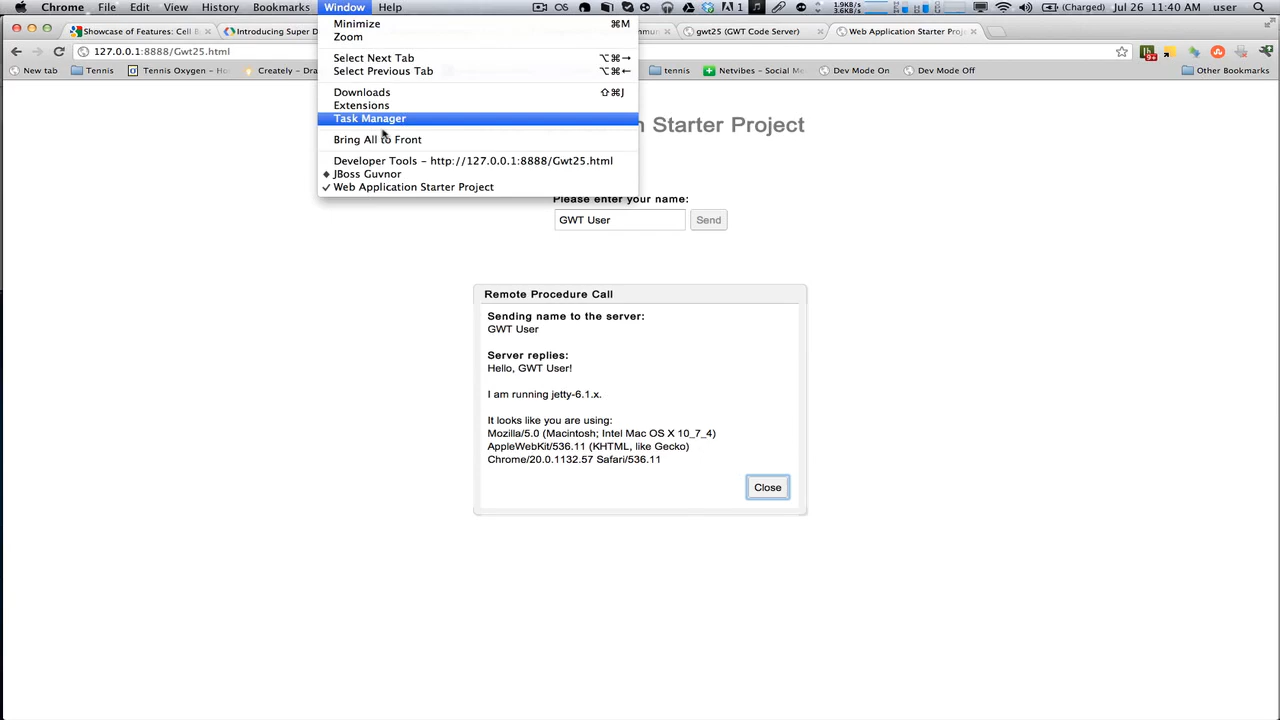 Chrome File Edit View History Bookmarks Window Help
1.9KB/s
3.6KB/s
(Charged) Jul 26 11:40 AM user
Showcase of Features: Cell B
Introducing Super D
gwt25 (GWT Code Server)
Web Application Starter Proj
127.0.0.1:8888/Gwt25.html
New tab Tennis Tennis Oxygen - Ho Creately - Dra tennis Netvibes - Social Me Dev Mode On Dev Mode Off Other Bookmarks
Minimize ⌘M
Zoom
Select Next Tab ⌥⌘→
Select Previous Tab ⌥⌘←
Downloads ⇧⌘J
Extensions
Task Manager
Bring All to Front
Developer Tools - http://127.0.0.1:8888/Gwt25.html
JBoss Guvnor
Web Application Starter Project
Starter Project
Please enter your name:
GWT User Send
Remote Procedure Call
Sending name to the server:
GWT User
Server replies:
Hello, GWT User!
I am running jetty-6.1.x.
It looks like you are using:
Mozilla/5.0 (Macintosh; Intel Mac OS X 10_7_4)
AppleWebKit/536.11 (KHTML, like Gecko)
Chrome/20.0.1132.57 Safari/536.11
Close